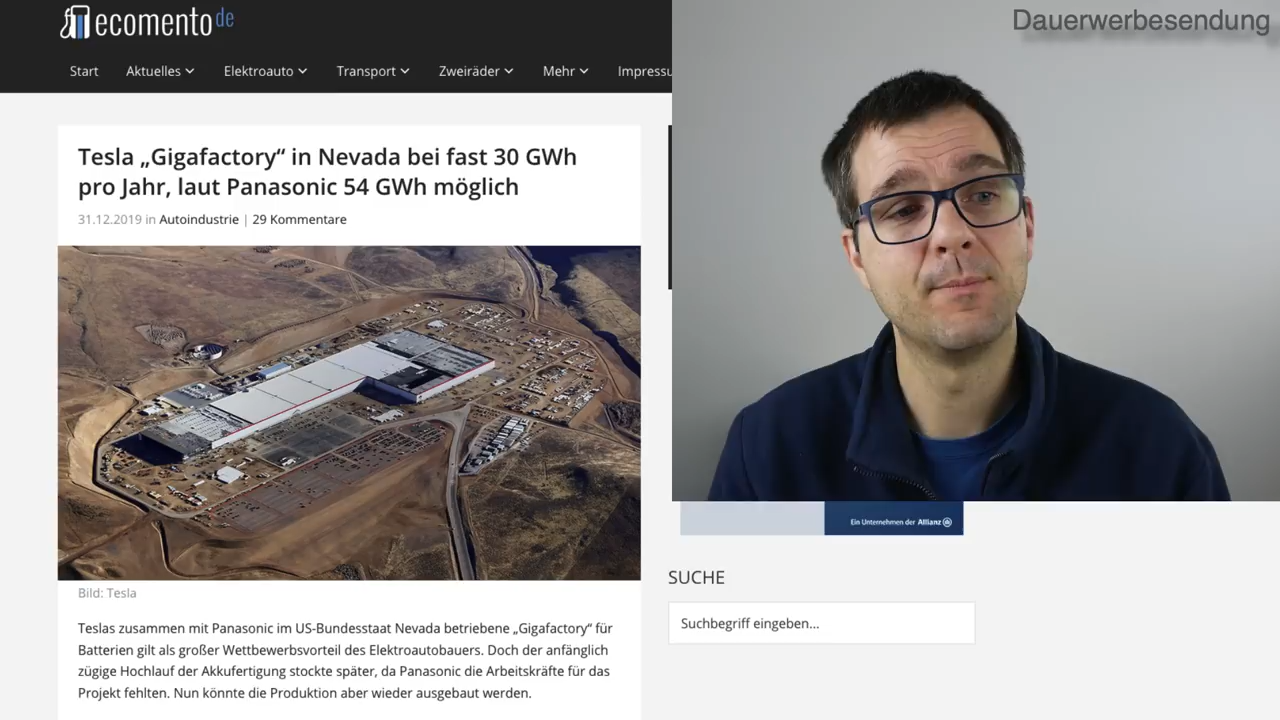 ecomento de
Dauerwerbesendung
Start Aktuelles Elektroauto Transport Zweiräder Mehr Impressu
Tesla „Gigafactory“ in Nevada bei fast 30 GWh
pro Jahr, laut Panasonic 54 GWh möglich
31.12.2019 in Autoindustrie | 29 Kommentare
Bild: Tesla
Teslas zusammen mit Panasonic im US-Bundesstaat Nevada betriebene „Gigafactory“ für
Batterien gilt als großer Wettbewerbsvorteil des Elektroautobauers. Doch der anfänglich
zügige Hochlauf der Akkufertigung stockte später, da Panasonic die Arbeitskräfte für das
Projekt fehlten. Nun könnte die Produktion aber wieder ausgebaut werden.
Ein Unternehmen der Allianz
SUCHE
Suchbegriff eingeben...